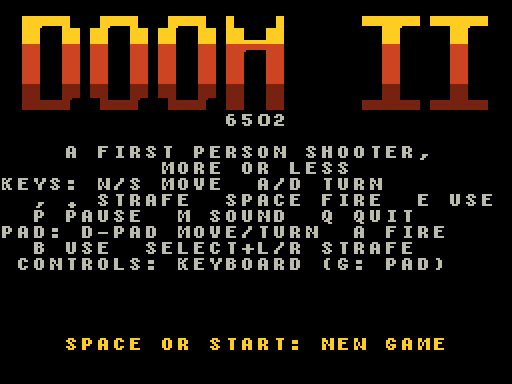 DOOM II
6502
A FIRST PERSON SHOOTER,
MORE OR LESS
KEYS: W/S MOVE A/D TURN
, . STRAFE SPACE FIRE E USE
P PAUSE M SOUND Q QUIT
PAD: D-PAD MOVE/TURN A FIRE
B USE SELECT+L/R STRAFE
CONTROLS: KEYBOARD (G: PAD)
SPACE OR START: NEW GAME